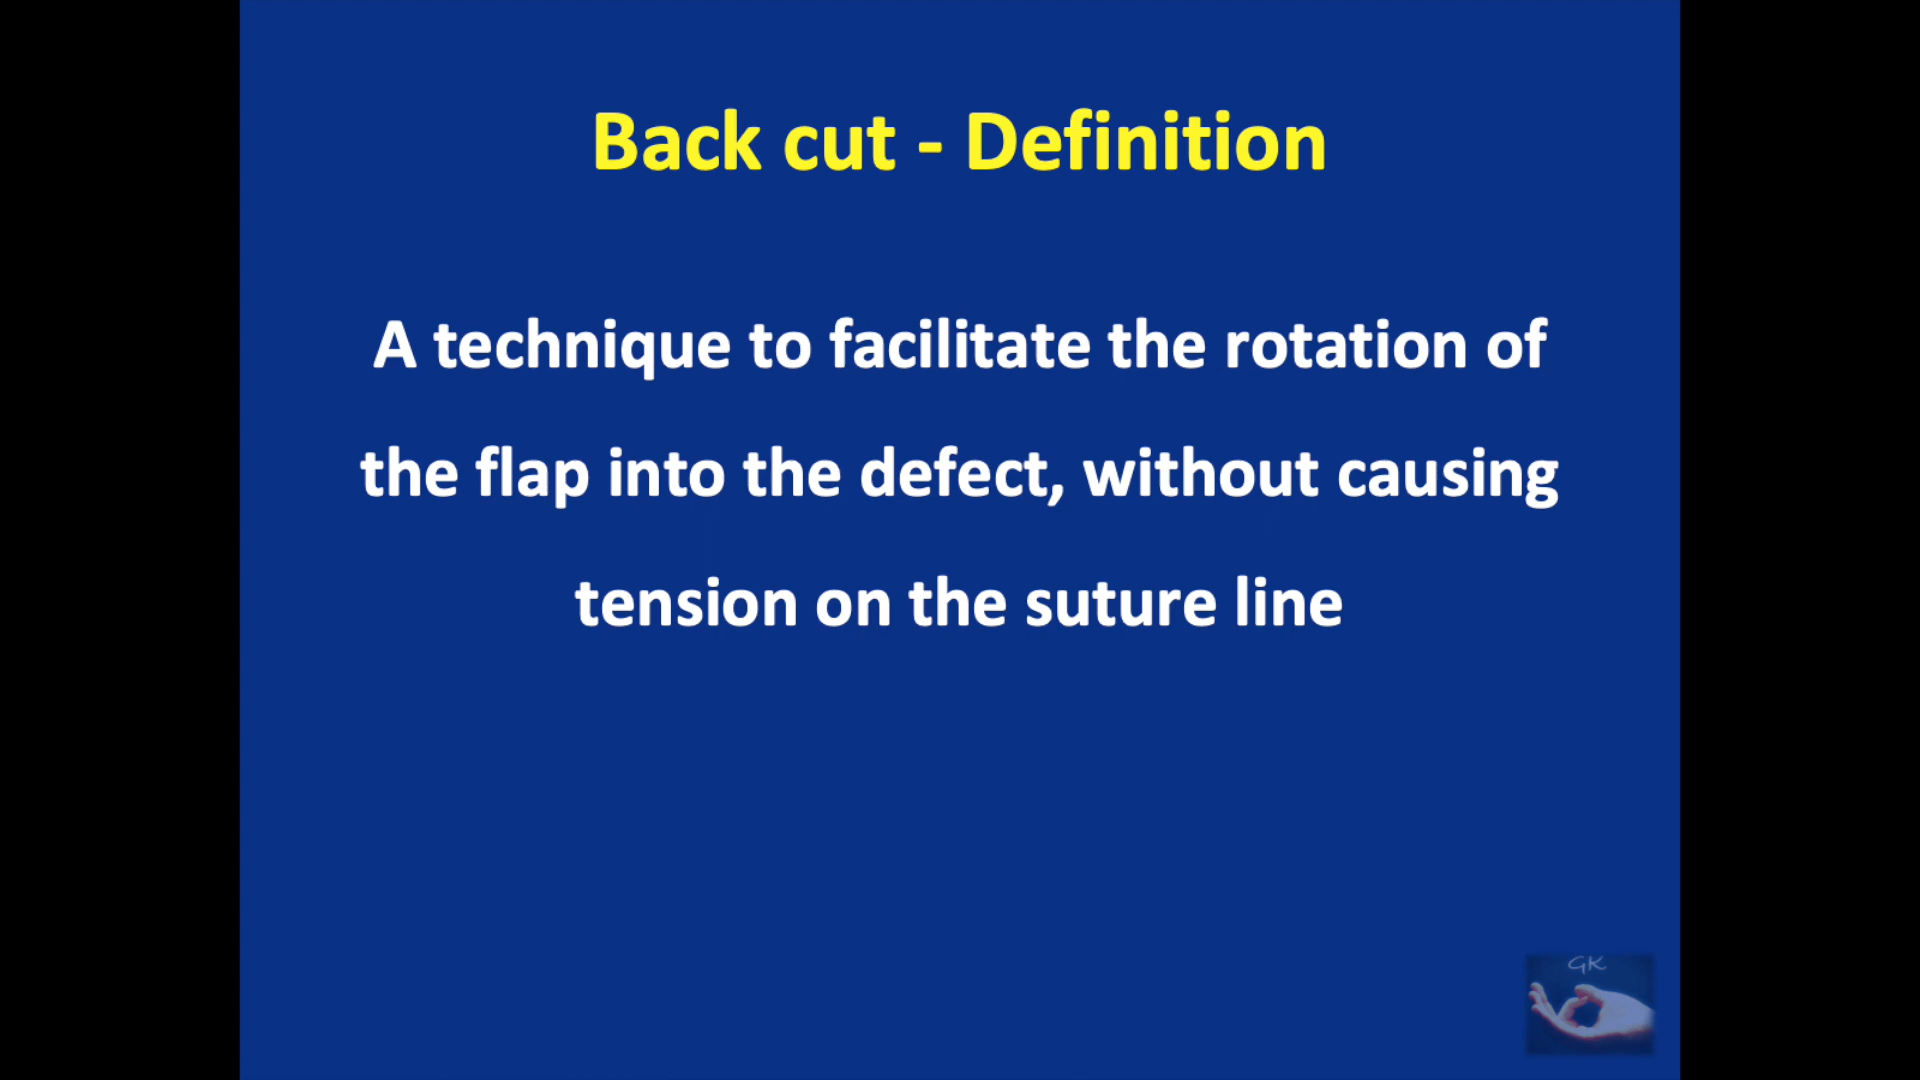 Back cut - Definition
A technique to facilitate the rotation of
the flap into the defect, without causing
tension on the suture line
GK